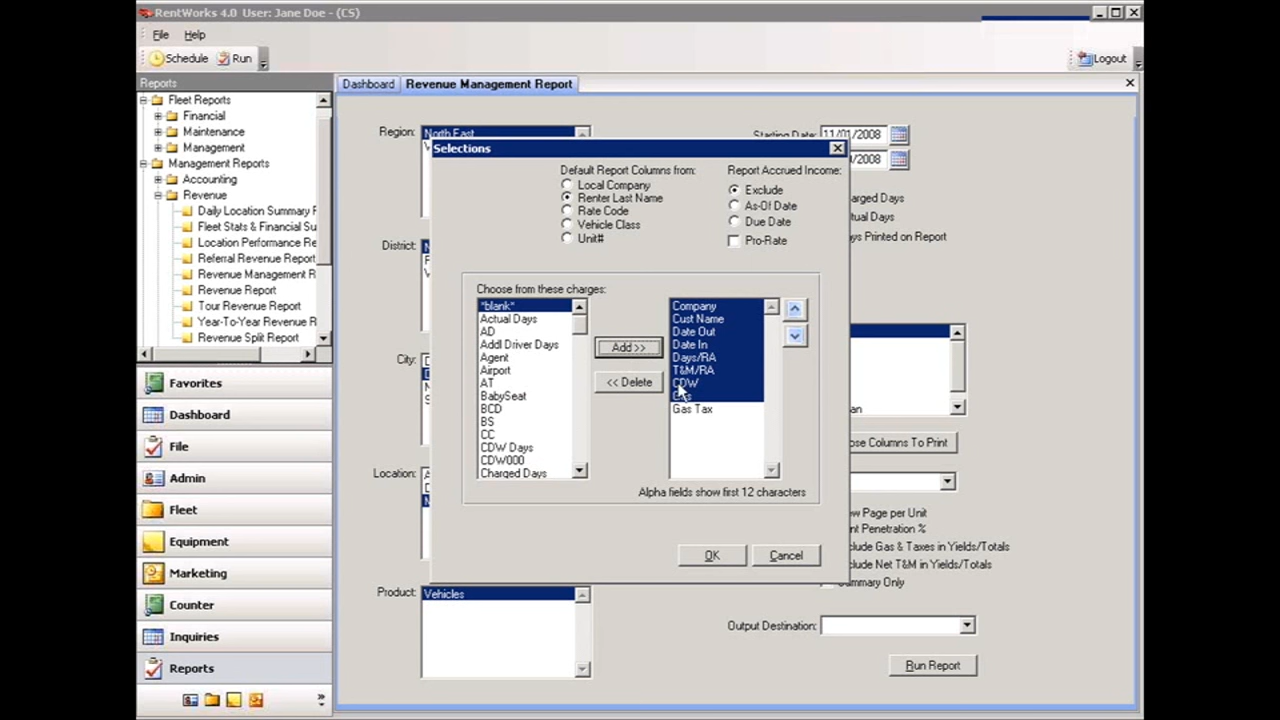 RentWorks 4.0 User: Jane Doe - (CS)
File Help
Schedule Run Logout
Reports
Fleet Reports
Financial
Maintenance
Management
Management Reports
Accounting
Revenue
Daily Location Summary
Fleet Stats & Financial Su
Location Performance Re
Referral Revenue Report
Revenue Management R
Revenue Report
Tour Revenue Report
Year-To-Year Revenue R
Revenue Split Report
Favorites
Dashboard
File
Admin
Fleet
Equipment
Marketing
Counter
Inquiries
Reports
Dashboard Revenue Management Report
Region: North East
Starting Date: 11/01/2008
/2008
District:
City:
Location:
Product: Vehicles
Selections
Default Report Columns from:
Local Company
Renter Last Name
Rate Code
Vehicle Class
Unit#
Report Accrued Income:
Exclude
As-Of Date
Due Date
Pro-Rate
Choose from these charges:
*blank*
Actual Days
AD
Addl Driver Days
Agent
Airport
AT
BabySeat
BCD
BS
CC
CDW Days
CDW000
Charged Days
Add >>
<< Delete
Company
Cust Name
Date Out
Date In
Days/RA
T&M/RA
CDW
Gas Tax
Alpha fields show first 12 characters
OK Cancel
arged Days
tual Days
ys Printed on Report
an
ose Columns To Print
ew Page per Unit
nt Penetration %
clude Gas & Taxes in Yields/Totals
clude Net T&M in Yields/Totals
ummary Only
Output Destination:
Run Report